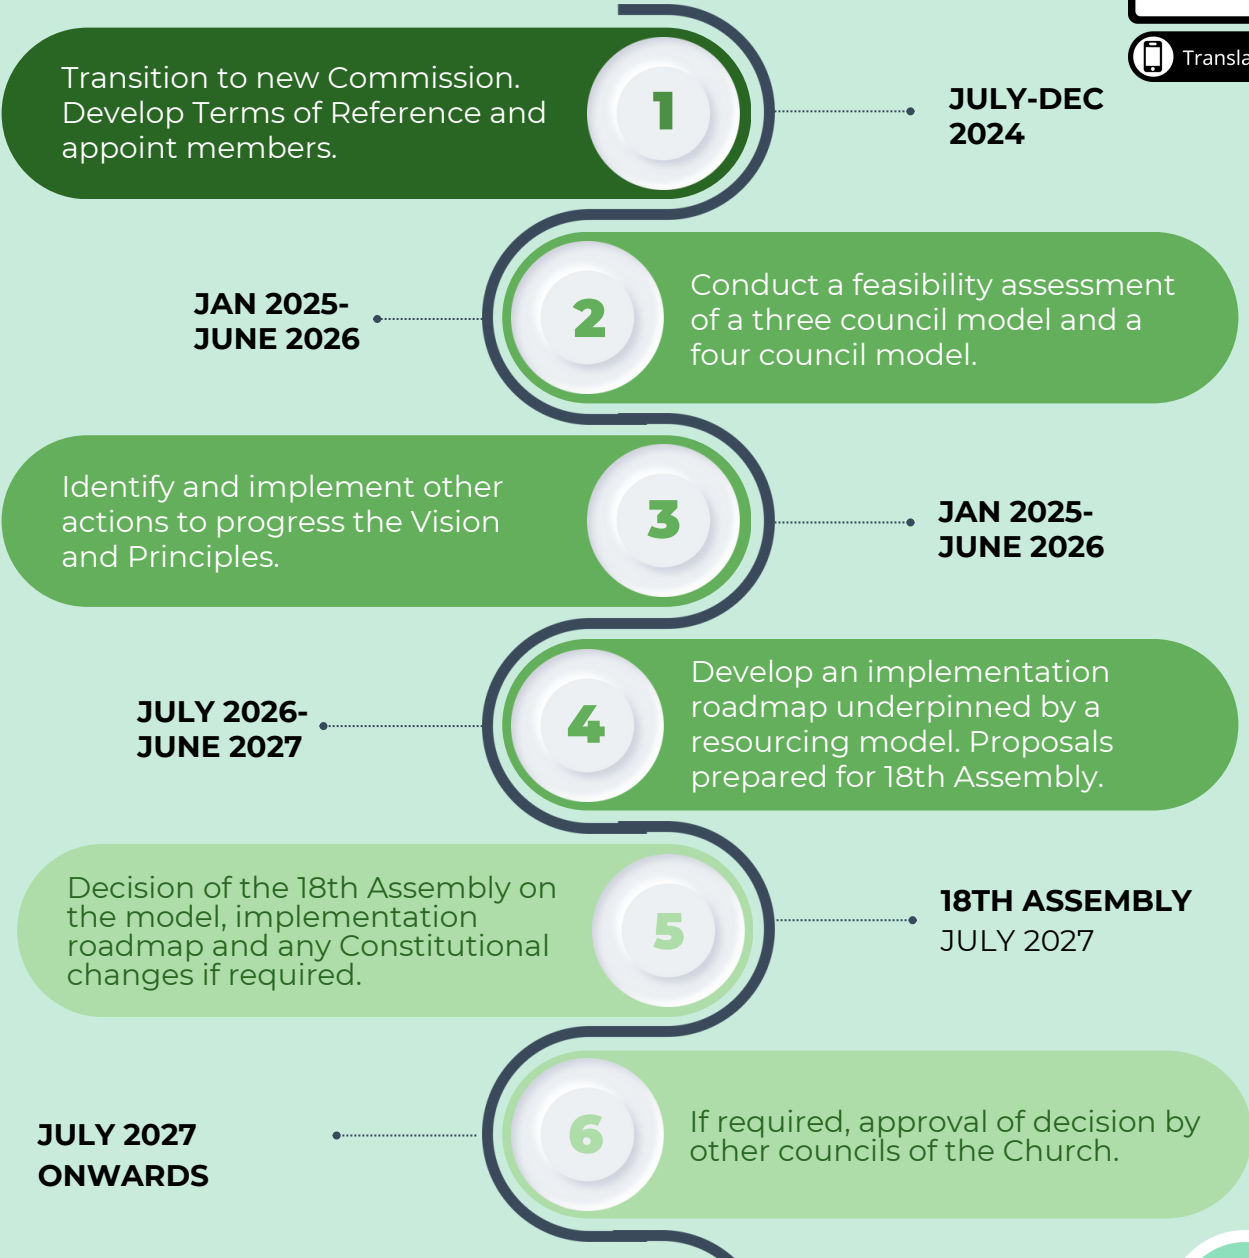 Transla
Transition to new Commission.
Develop Terms of Reference and
appoint members.
1
JULY-DEC
2024
JAN 2025-
JUNE 2026
2
Conduct a feasibility assessment
of a three council model and a
four council model.
Identify and implement other
actions to progress the Vision
and Principles.
3
JAN 2025-
JUNE 2026
JULY 2026-
JUNE 2027
4
Develop an implementation
roadmap underpinned by a
resourcing model. Proposals
prepared for 18th Assembly.
Decision of the 18th Assembly on
the model, implementation
roadmap and any Constitutional
changes if required.
5
18TH ASSEMBLY
JULY 2027
JULY 2027
ONWARDS
6
If required, approval of decision by
other councils of the Church.